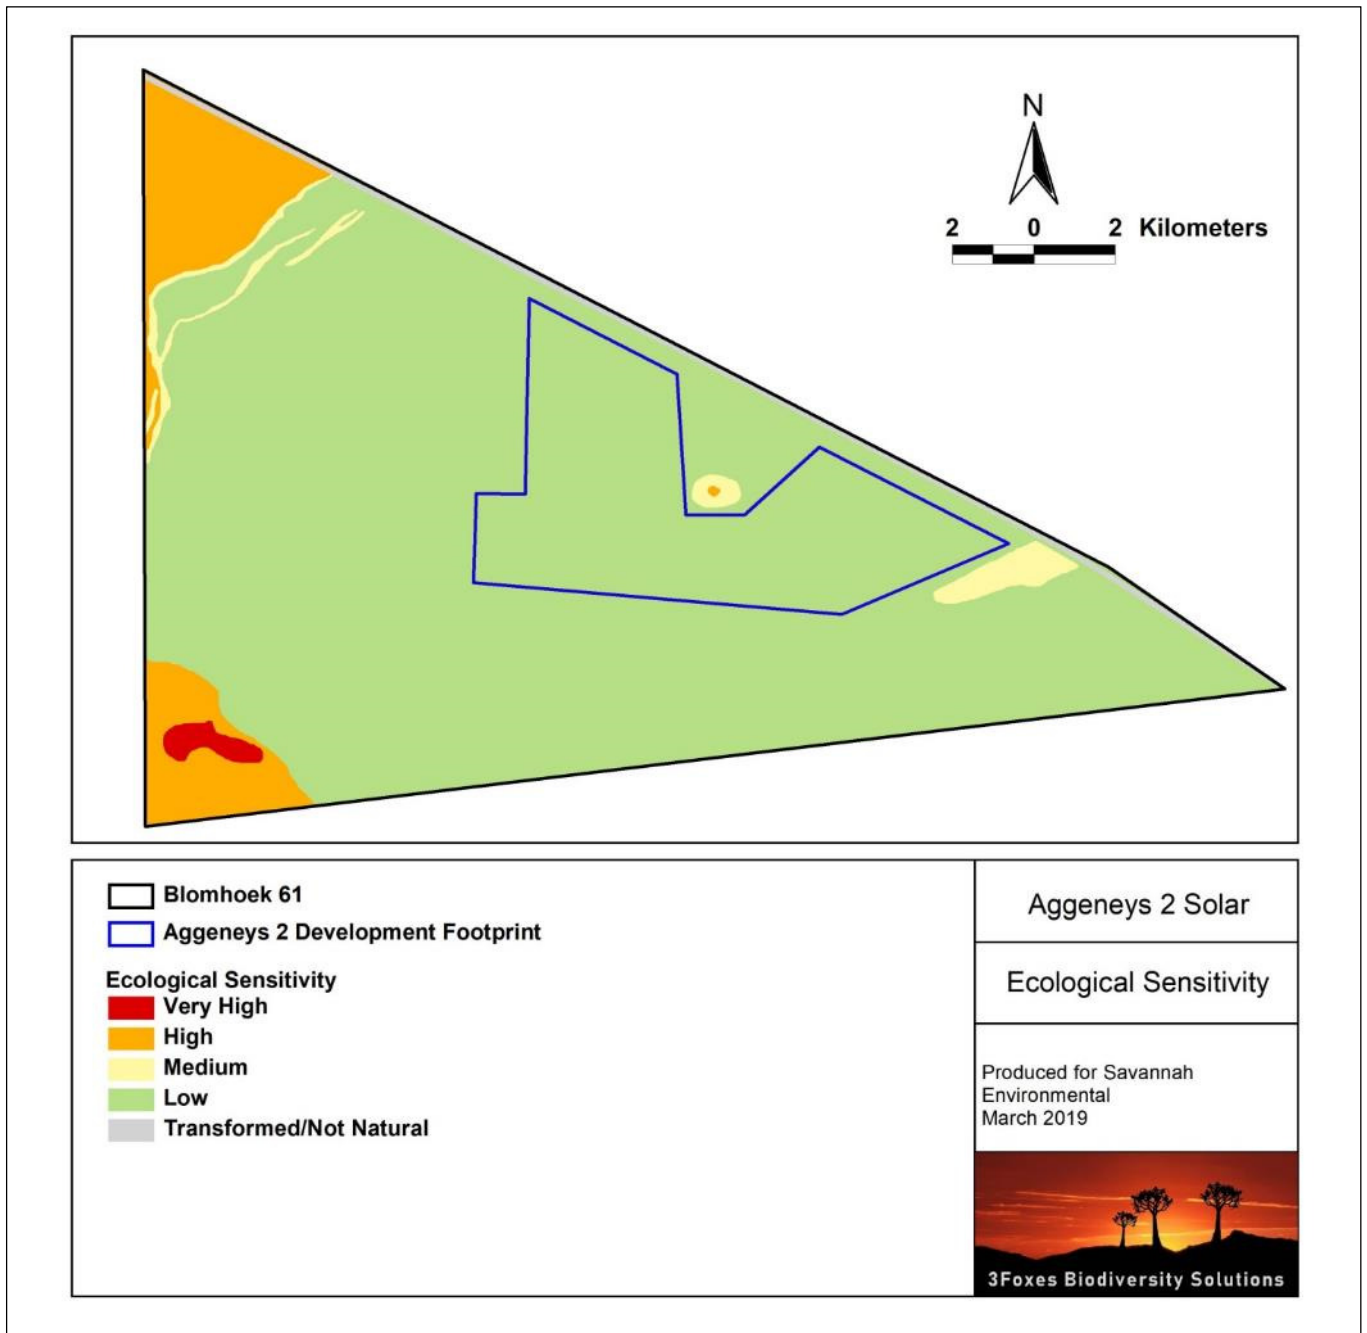 N
2 0 2 Kilometers
Blomhoek 61
Aggeneys 2 Development Footprint
Ecological Sensitivity
Very High
High
Medium
Low
Transformed/Not Natural
Aggeneys 2 Solar
Ecological Sensitivity
Produced for Savannah
Environmental
March 2019
3Foxes Biodiversity Solutions